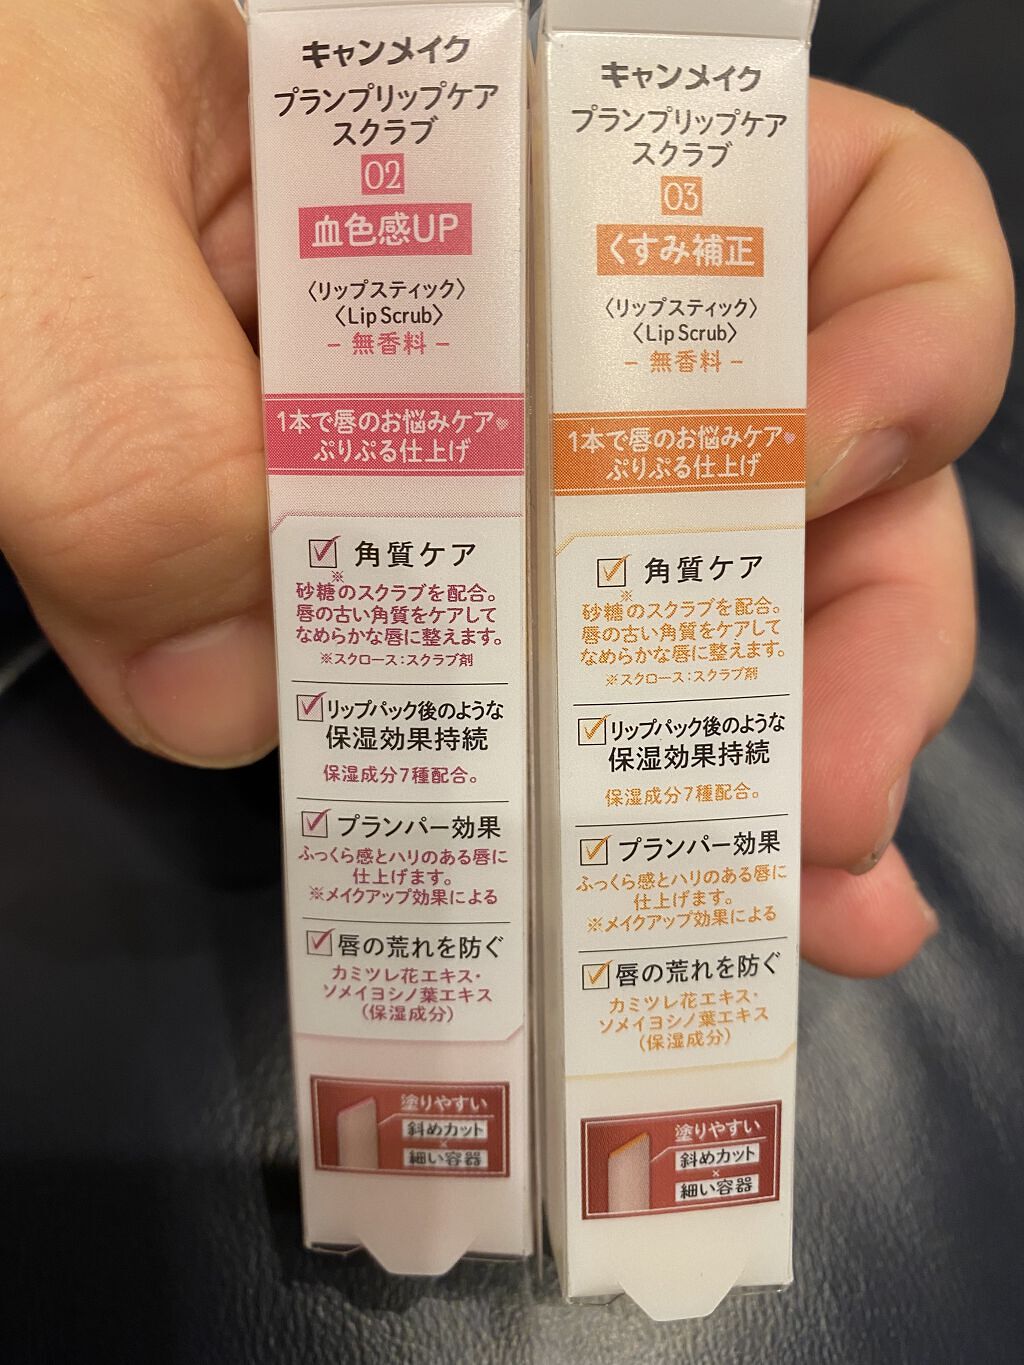 キャンメイク
プランプリップケア
スクラブ
02
血色感UP
〈リップスティック〉
〈Lip Scrub〉
- 無香料 -
1本で唇のお悩みケア♥
ぷりぷる仕上げ
角質ケア
砂糖※のスクラブを配合。
唇の古い角質をケアして
なめらかな唇に整えます。
※スクロース:スクラブ剤
リップパック後のような
保湿効果持続
保湿成分7種配合。
プランパー効果
ふっくら感とハリのある唇に
仕上げます。
※メイクアップ効果による
唇の荒れを防ぐ
カミツレ花エキス・
ソメイヨシノ葉エキス
(保湿成分)
塗りやすい
斜めカット
×
細い容器
キャンメイク
プランプリップケア
スクラブ
03
くすみ補正
〈リップスティック〉
〈Lip Scrub〉
- 無香料 -
1本で唇のお悩みケア♥
ぷりぷる仕上げ
角質ケア
砂糖※のスクラブを配合。
唇の古い角質をケアして
なめらかな唇に整えます。
※スクロース:スクラブ剤
リップパック後のような
保湿効果持続
保湿成分7種配合。
プランパー効果
ふっくら感とハリのある唇に
仕上げます。
※メイクアップ効果による
唇の荒れを防ぐ
カミツレ花エキス・
ソメイヨシノ葉エキス
(保湿成分)
塗りやすい
斜めカット
×
細い容器